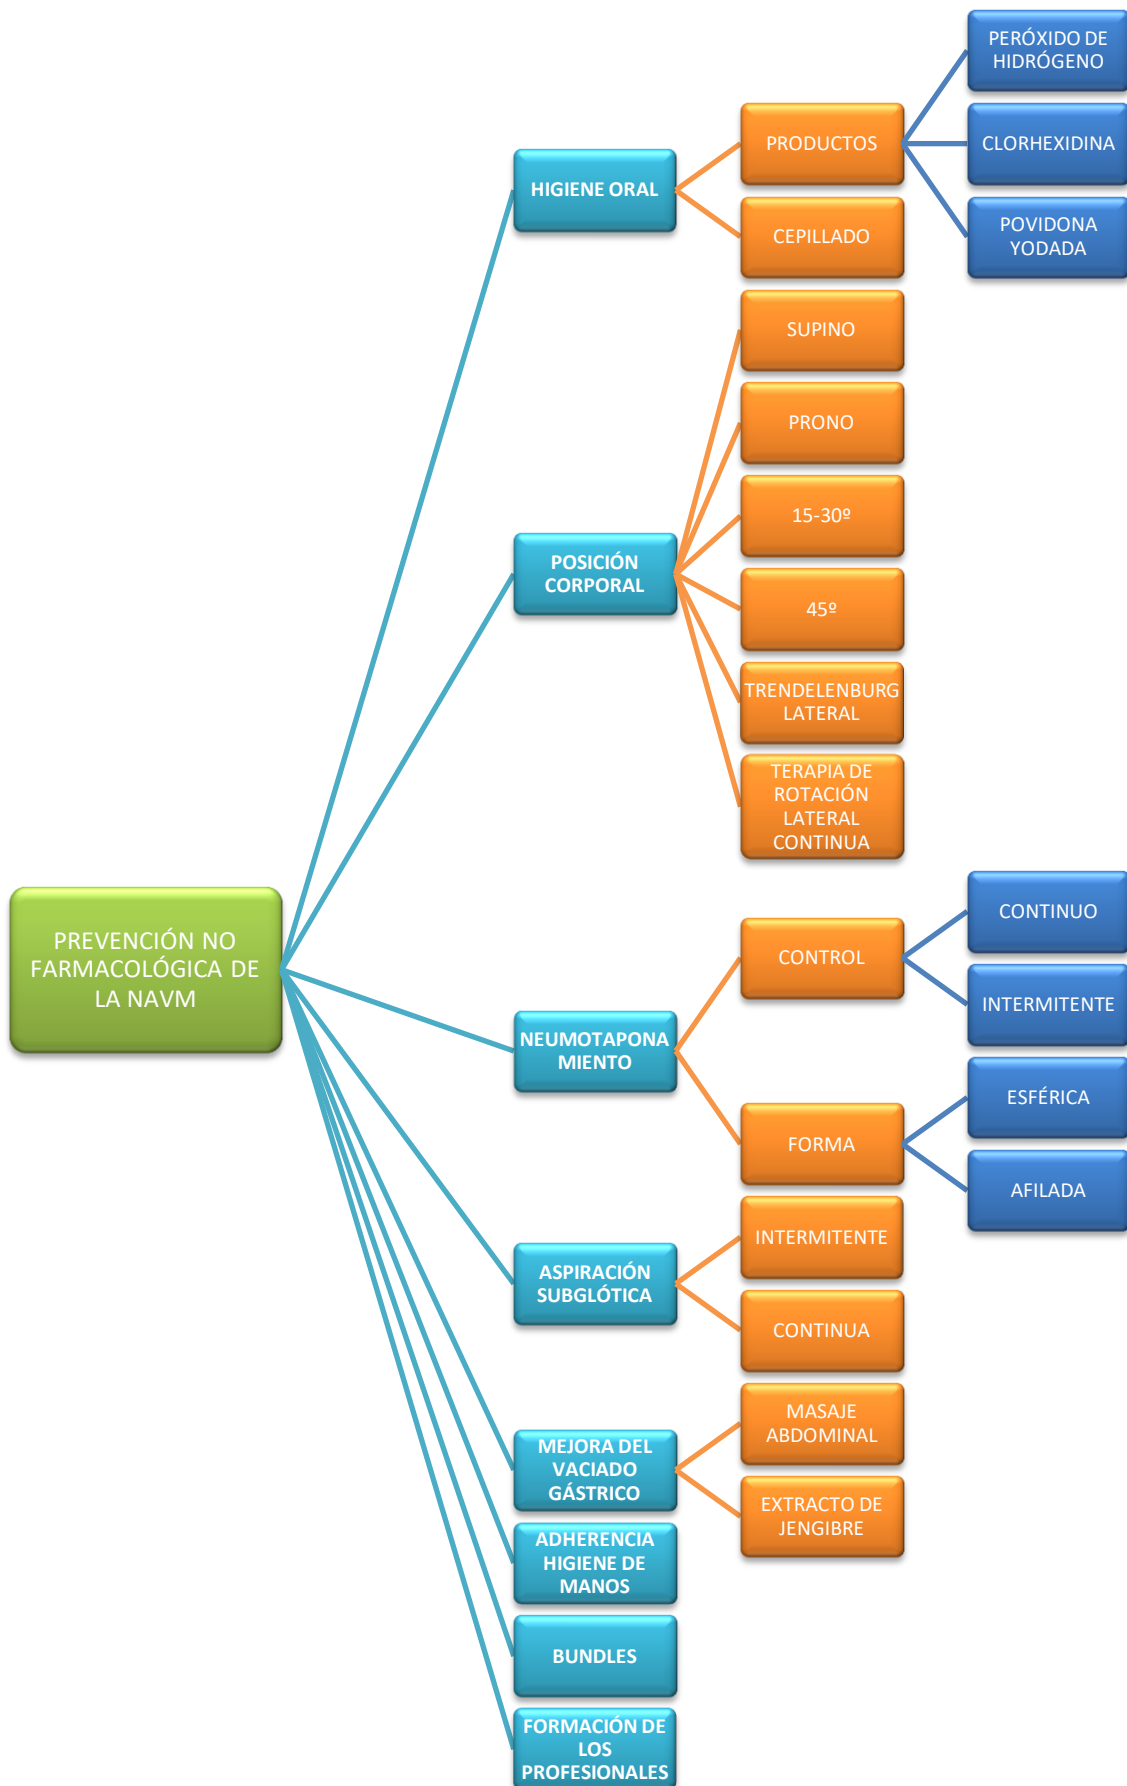 PREVENCIÓN NO
FARMACOLÓGICA DE
LA NAVM
HIGIENE ORAL
PRODUCTOS
PERÓXIDO DE
HIDRÓGENO
CLORHEXIDINA
POVIDONA
YODADA
CEPILLADO
POSICIÓN
CORPORAL
SUPINO
PRONO
15-30º
45º
TRENDELENBURG
LATERAL
TERAPIA DE
ROTACIÓN
LATERAL
CONTINUA
NEUMOTAPONA
MIENTO
CONTROL
CONTINUO
INTERMITENTE
FORMA
ESFÉRICA
AFILADA
ASPIRACIÓN
SUBGLÓTICA
INTERMITENTE
CONTINUA
MEJORA DEL
VACIADO
GÁSTRICO
MASAJE
ABDOMINAL
EXTRACTO DE
JENGIBRE
ADHERENCIA
HIGIENE DE
MANOS
BUNDLES
FORMACIÓN DE
LOS
PROFESIONALES